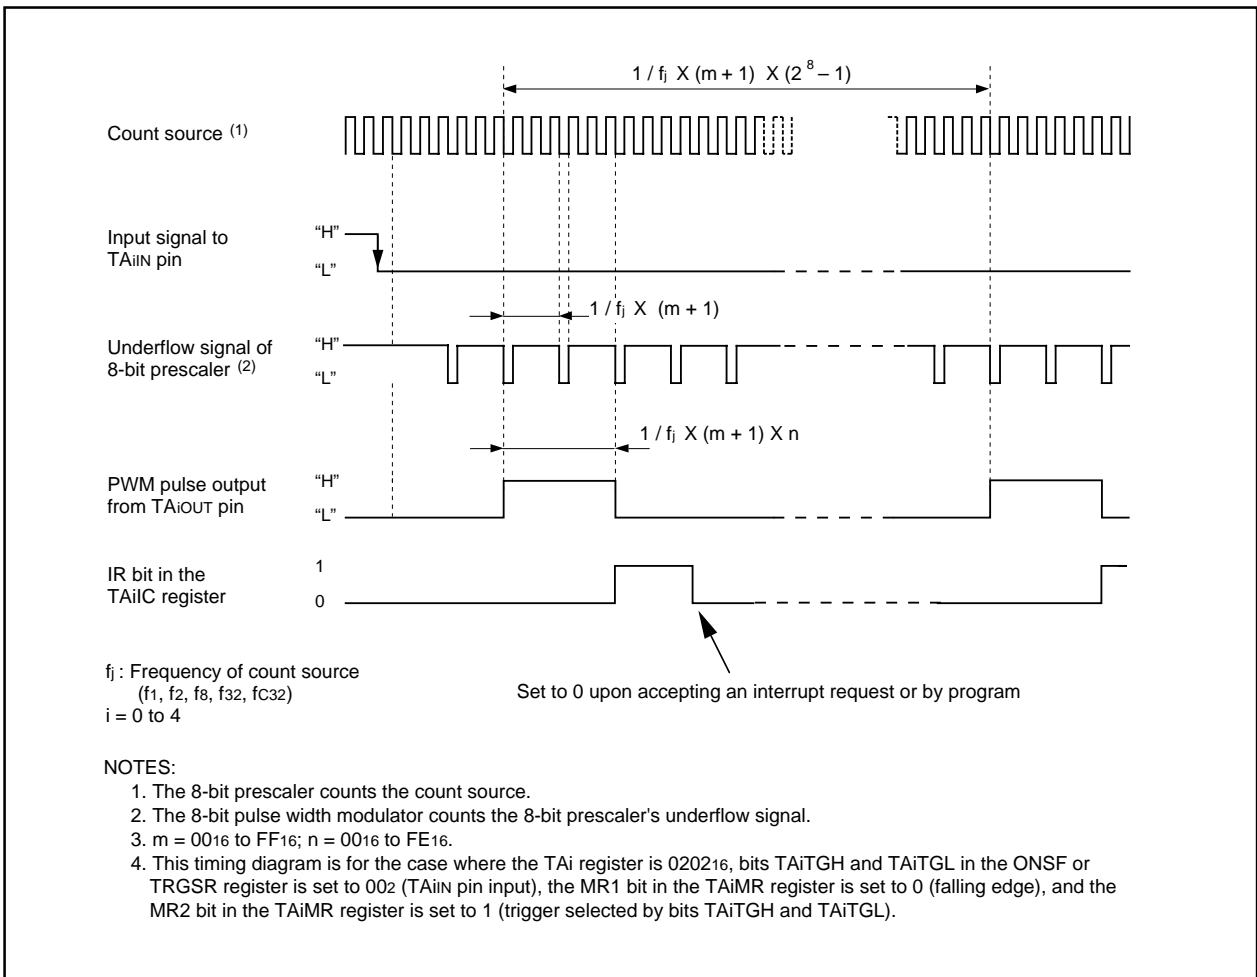 1 / fj X (m + 1) X (2^8 – 1)
Count source (1)
Input signal to
TAiIN pin
“H”
“L”
1 / fj X (m + 1)
Underflow signal of
8-bit prescaler (2)
“H”
“L”
1 / fj X (m + 1) X n
PWM pulse output
from TAiOUT pin
“H”
“L”
IR bit in the
TAiIC register
1
0
fj : Frequency of count source
(f1, f2, f8, f32, fC32)
i = 0 to 4
Set to 0 upon accepting an interrupt request or by program
NOTES:
1. The 8-bit prescaler counts the count source.
2. The 8-bit pulse width modulator counts the 8-bit prescaler's underflow signal.
3. m = 0016 to FF16; n = 0016 to FE16.
4. This timing diagram is for the case where the TAi register is 020216, bits TAiTGH and TAiTGL in the ONSF or
TRGSR register is set to 002 (TAiIN pin input), the MR1 bit in the TAiMR register is set to 0 (falling edge), and the
MR2 bit in the TAiMR register is set to 1 (trigger selected by bits TAiTGH and TAiTGL).